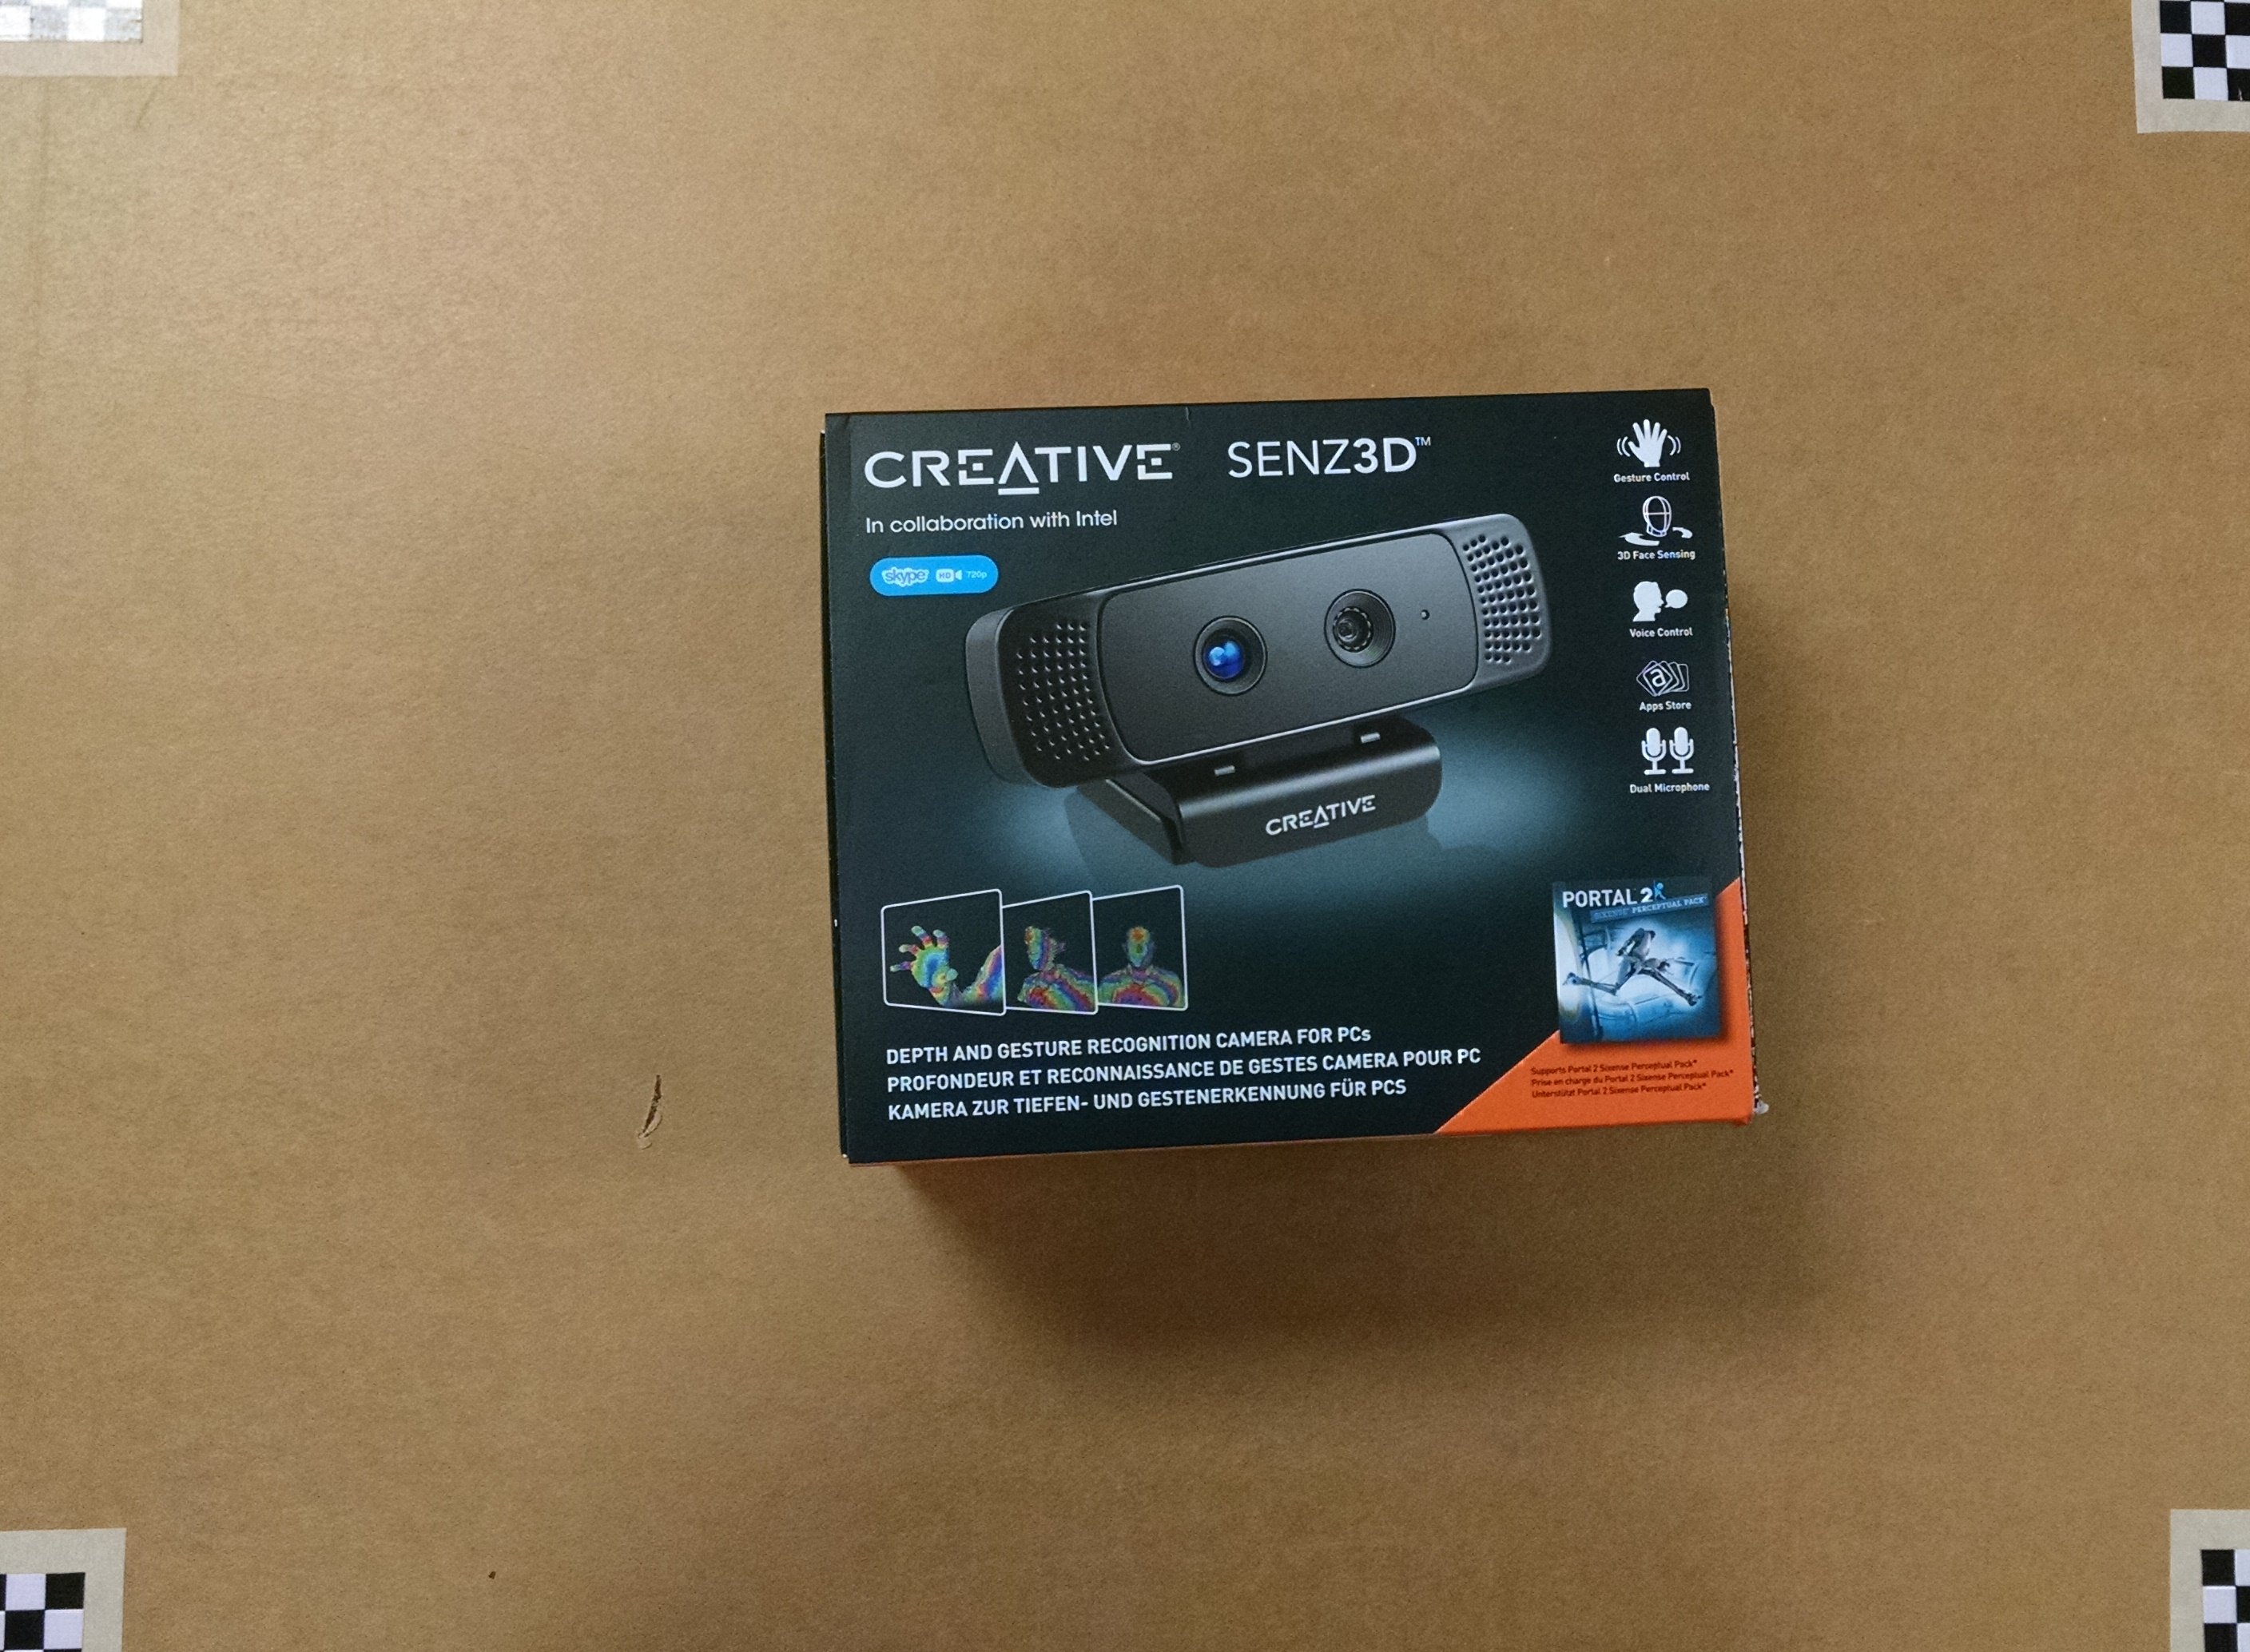 CREATIVE® SENZ3D™
In collaboration with Intel
skype HD 720p
Gesture Control
3D Face Sensing
Voice Control
a
Apps Store
Dual Microphone
CREATIVE
PORTAL 2
SIXENSE PERCEPTUAL PACK
DEPTH AND GESTURE RECOGNITION CAMERA FOR PCs
PROFONDEUR ET RECONNAISSANCE DE GESTES CAMERA POUR PC
KAMERA ZUR TIEFEN- UND GESTENERKENNUNG FÜR PCS
Supports Portal 2 Sixense Perceptual Pack*
Prise en charge du Portal 2 Sixense Perceptual Pack*
Unterstützt Portal 2 Sixense Perceptual Pack*